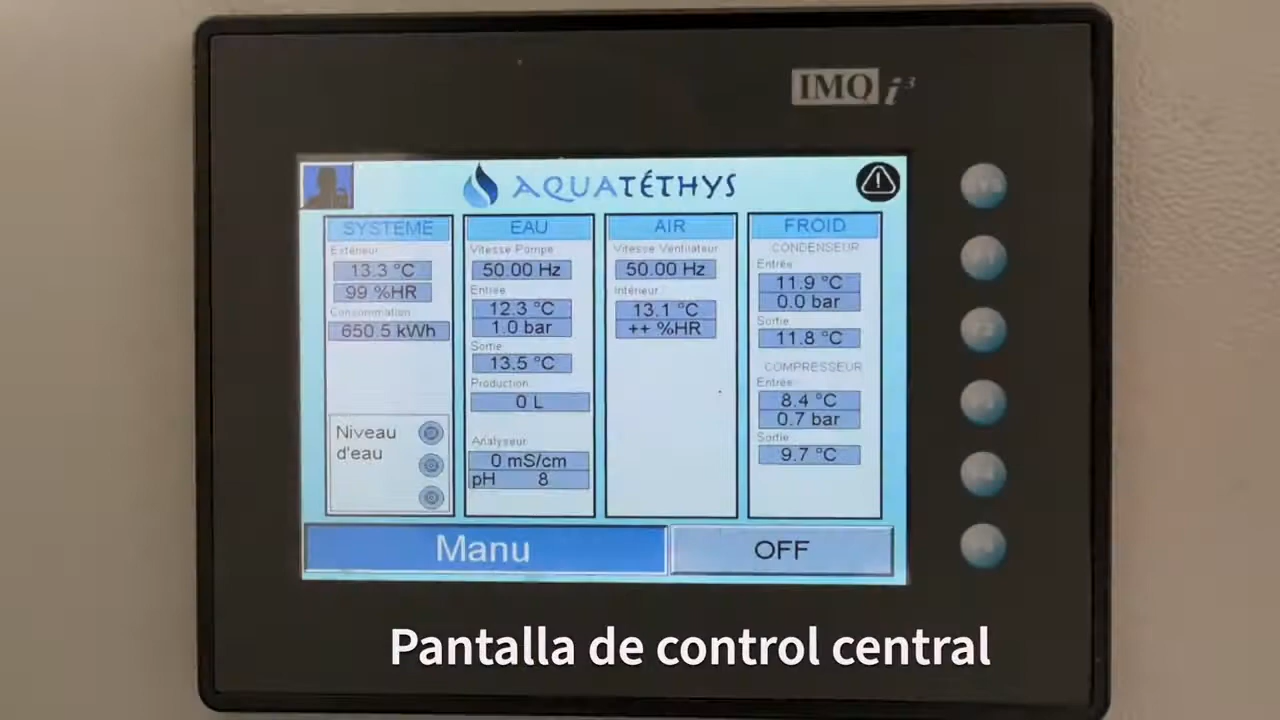 IMO i³
AQUATÉTHYS
SYSTÈME
Extérieur
13.3 °C
99 %HR
Consommation
650.5 kWh
Niveau
d'eau
EAU
Vitesse Pompe
50.00 Hz
Entrée
12.3 °C
1.0 bar
Sortie
13.5 °C
Production
0 L
Analyseur
0 mS/cm
pH 8
AIR
Vitesse Ventilateur
50.00 Hz
Intérieur
13.1 °C
++ %HR
FROID
CONDENSEUR
Entrée
11.9 °C
0.0 bar
Sortie
11.8 °C
COMPRESSEUR
Entrée
8.4 °C
0.7 bar
Sortie
9.7 °C
Manu
OFF
Pantalla de control central